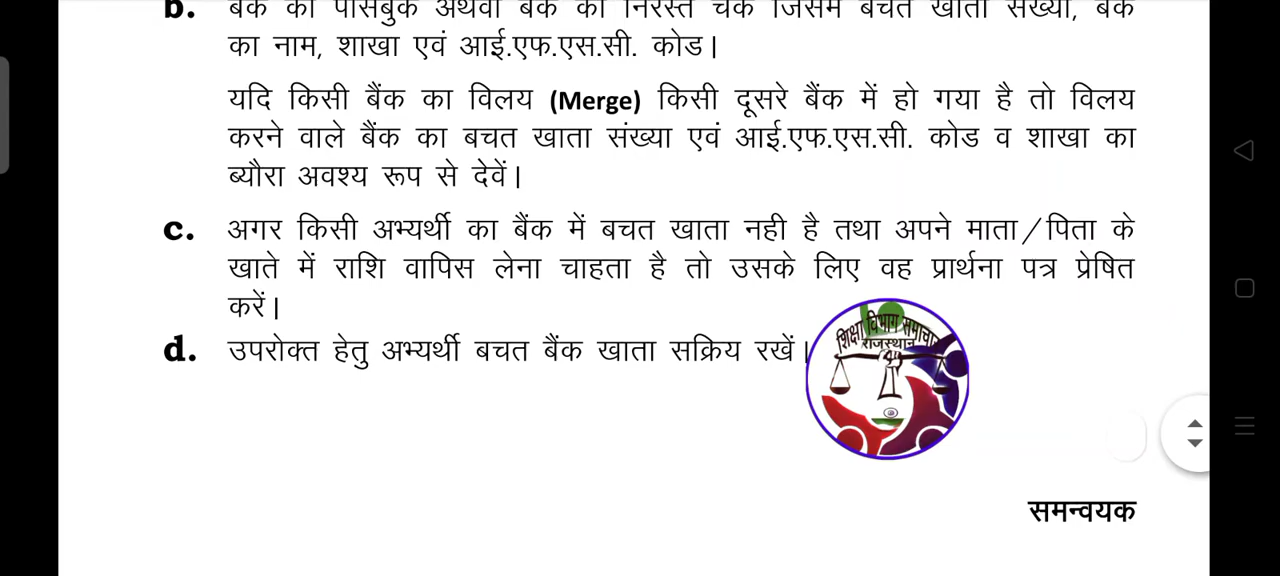 b. बैंक की पासबुक अथवा बैंक का निरस्त चैक जिसमें बचत खाता संख्या, बैंक
का नाम, शाखा एवं आई.एफ.एस.सी. कोड।
यदि किसी बैंक का विलय (Merge) किसी दूसरे बैंक में हो गया है तो विलय
करने वाले बैंक का बचत खाता संख्या एवं आई.एफ.एस.सी. कोड व शाखा का
ब्यौरा अवश्य रूप से देवें।
c. अगर किसी अभ्यर्थी का बैंक में बचत खाता नही है तथा अपने माता/पिता के
खाते में राशि वापिस लेना चाहता है तो उसके लिए वह प्रार्थना पत्र प्रेषित
करें।
d. उपरोक्त हेतु अभ्यर्थी बचत बैंक खाता सक्रिय रखें।
शिक्षा विभाग समाचार
राजस्थान
समन्वयक